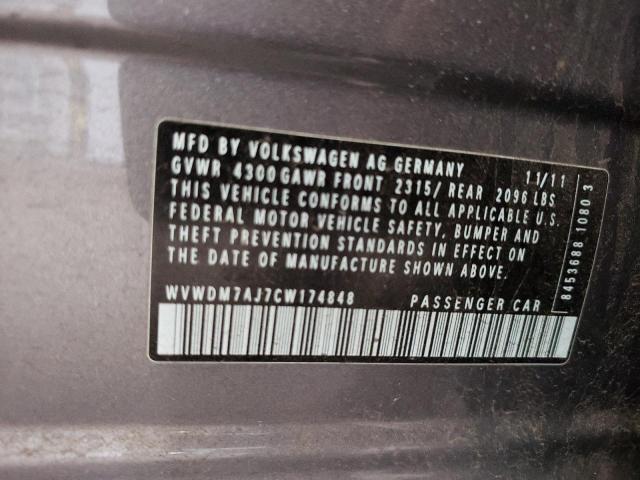 MFD BY VOLKSWAGEN AG GERMANY 11/11
GVWR 4300 GAWR FRONT 2315/ REAR 2096 LBS
THIS VEHICLE CONFORMS TO ALL APPLICABLE U.S.
FEDERAL MOTOR VEHICLE SAFETY, BUMPER AND
THEFT PREVENTION STANDARDS IN EFFECT ON
THE DATE OF MANUFACTURE SHOWN ABOVE.
WVWDM7AJ7CW174848 PASSENGER CAR
8453688 1080 3